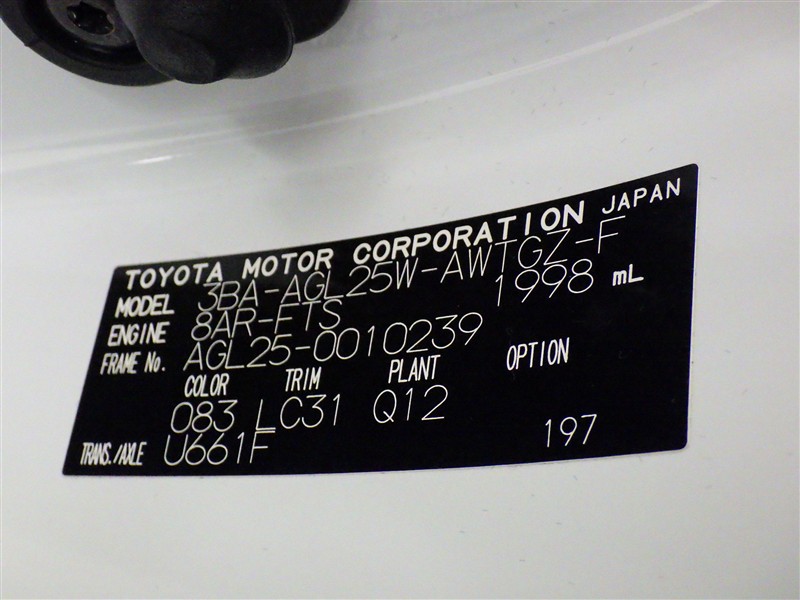 TOYOTA MOTOR CORPORATION JAPAN
MODEL 3BA-AGL25W-AWTGZ-F
ENGINE 8AR-FTS 1998 mL
FRAME No. AGL25-0010239
COLOR TRIM PLANT OPTION
083 LC31 Q12
TRANS./AXLE U661F 197